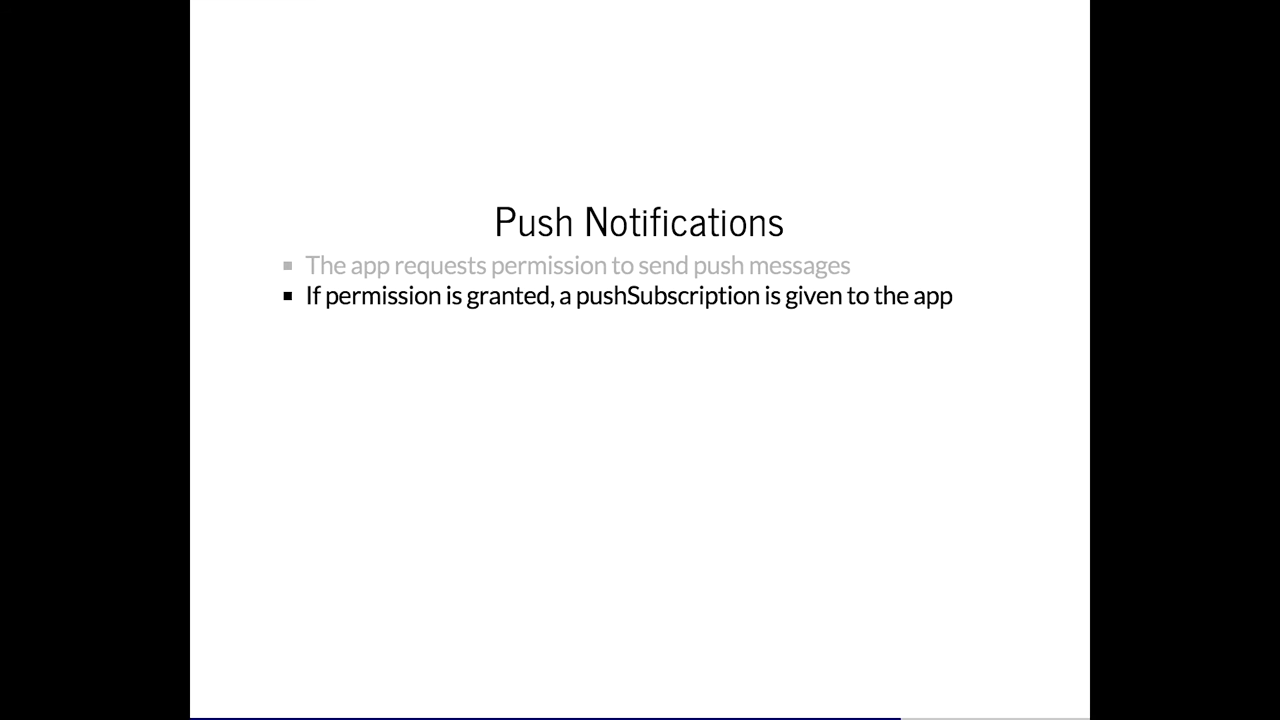 Push Notifications
The app requests permission to send push messages
If permission is granted, a pushSubscription is given to the app